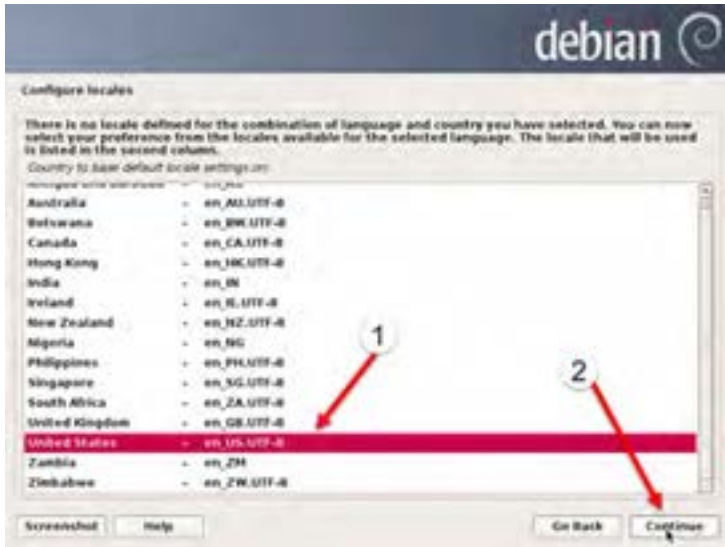 debian
Configure locales
There is no locale defined for the combination of language and country you have selected. You can now
select your preference from the locales available for the selected language. The locale that will be used
is listed in the second column.
Country to base default locale settings on:
Australia - en_AU.UTF-8
Botswana - en_BW.UTF-8
Canada - en_CA.UTF-8
Hong Kong - en_HK.UTF-8
India - en_IN
Ireland - en_IE.UTF-8
New Zealand - en_NZ.UTF-8
Nigeria - en_NG
Philippines - en_PH.UTF-8
Singapore - en_SG.UTF-8
South Africa - en_ZA.UTF-8
United Kingdom - en_GB.UTF-8
United States - en_US.UTF-8
Zambia - en_ZM
Zimbabwe - en_ZW.UTF-8
1
2
Screenshot Help Go Back Continue